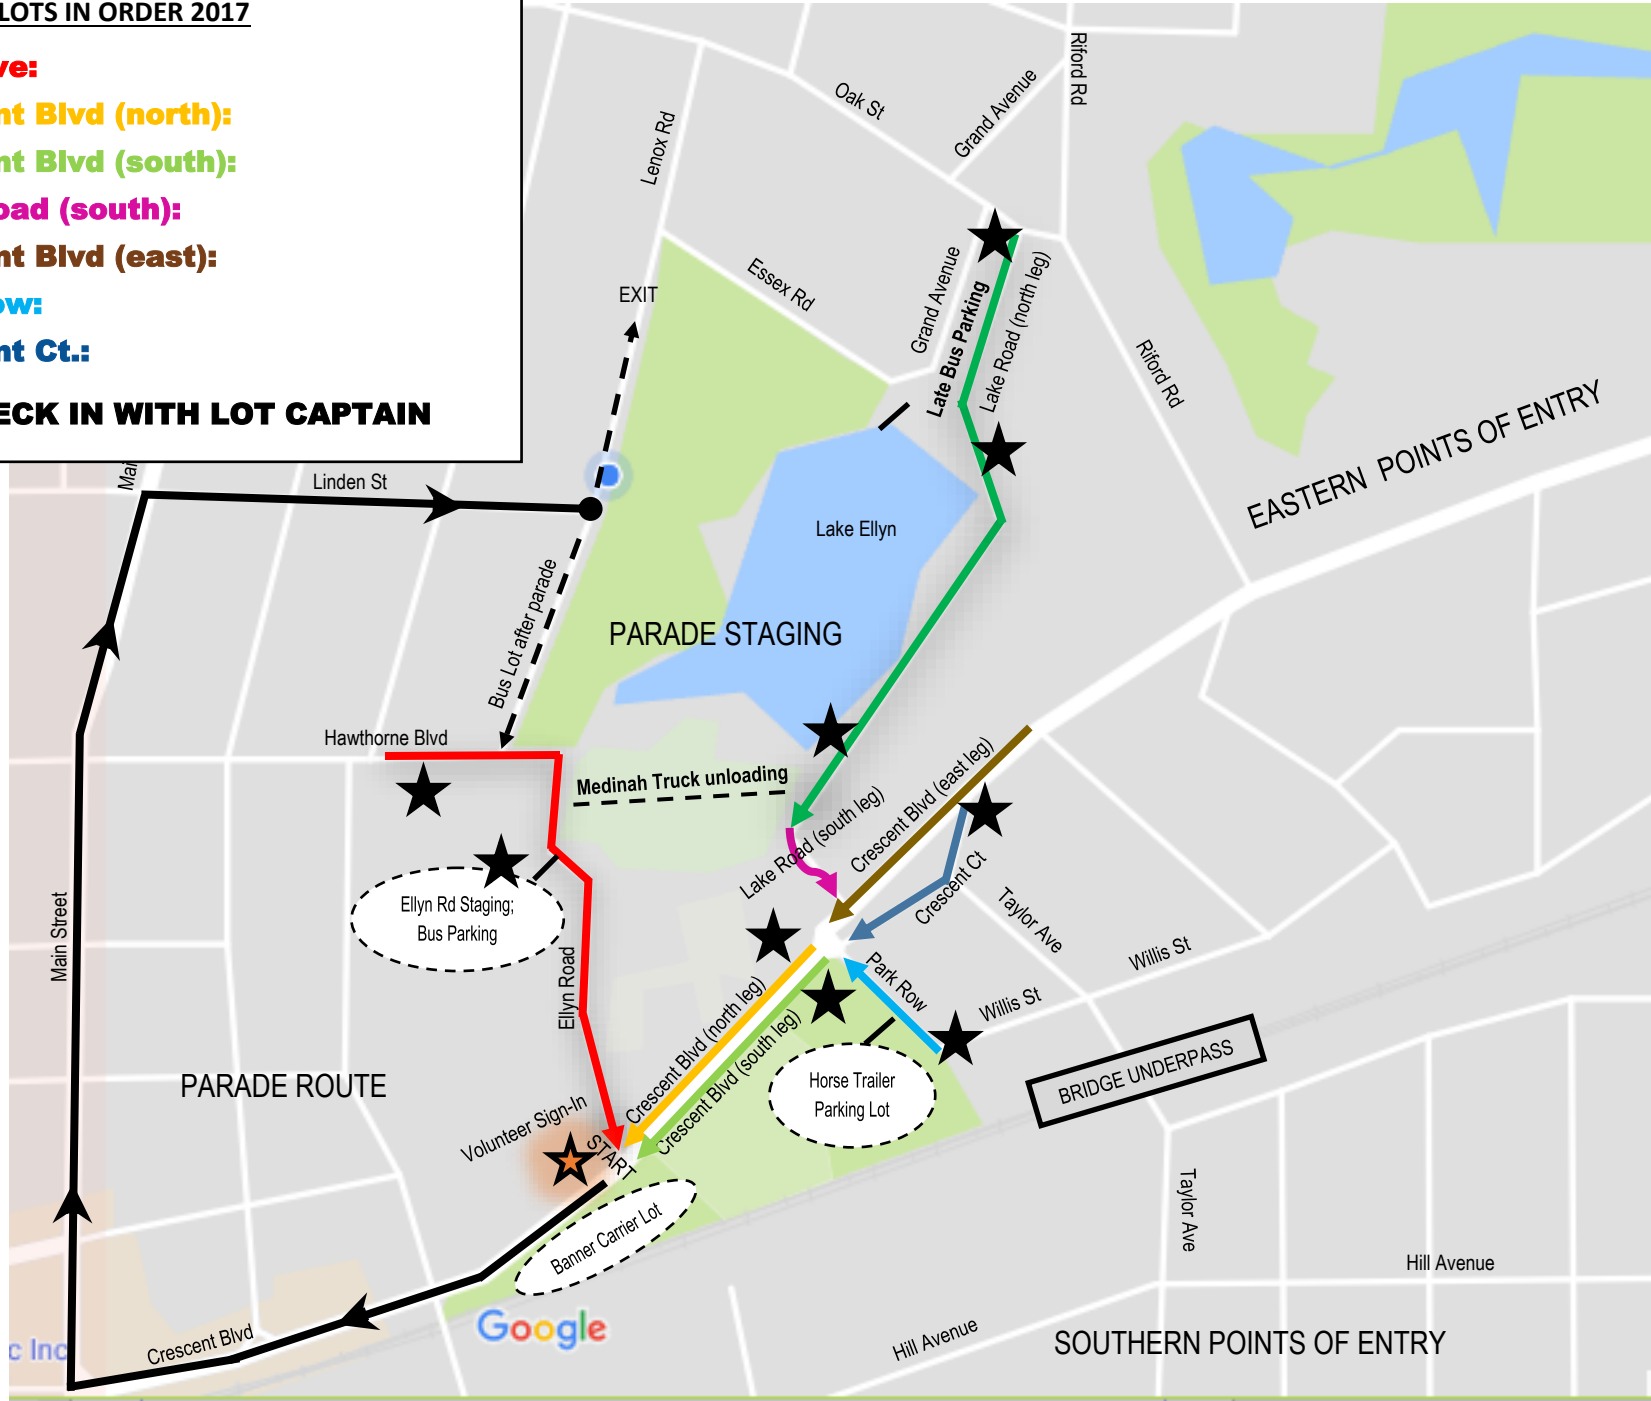 LOTS IN ORDER 2017
ve:
nt Blvd (north):
nt Blvd (south):
oad (south):
nt Blvd (east):
ow:
nt Ct.:
ECK IN WITH LOT CAPTAIN
Riford Rd
Oak St
Grand Avenue
Lenox Rd
Essex Rd
EXIT
Grand Avenue
Late Bus Parking
Lake Road (north leg)
Riford Rd
EASTERN POINTS OF ENTRY
Mai
Linden St
Lake Ellyn
Bus Lot after parade
PARADE STAGING
Hawthorne Blvd
Medinah Truck unloading
Lake Road (south leg)
Crescent Blvd (east leg)
Crescent Ct
Taylor Ave
Willis St
Ellyn Rd Staging;
Bus Parking
Main Street
Ellyn Road
Park Row
Willis St
Crescent Blvd (north leg)
Crescent Blvd (south leg)
Horse Trailer
Parking Lot
BRIDGE UNDERPASS
PARADE ROUTE
Volunteer Sign-In
START
Banner Carrier Lot
Taylor Ave
Hill Avenue
Google
Hill Avenue
SOUTHERN POINTS OF ENTRY
Crescent Blvd
c Inc